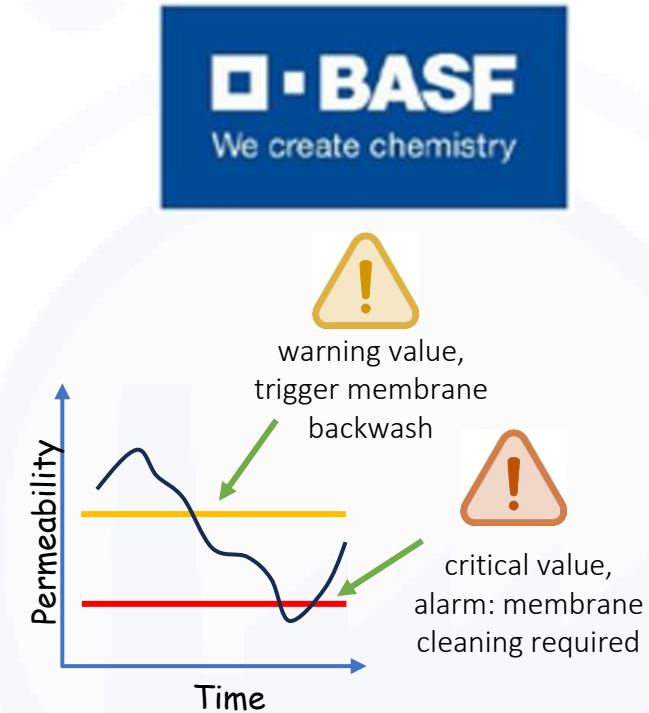 BASF
We create chemistry
warning value,
trigger membrane
backwash
Permeability
critical value,
alarm: membrane
cleaning required
Time